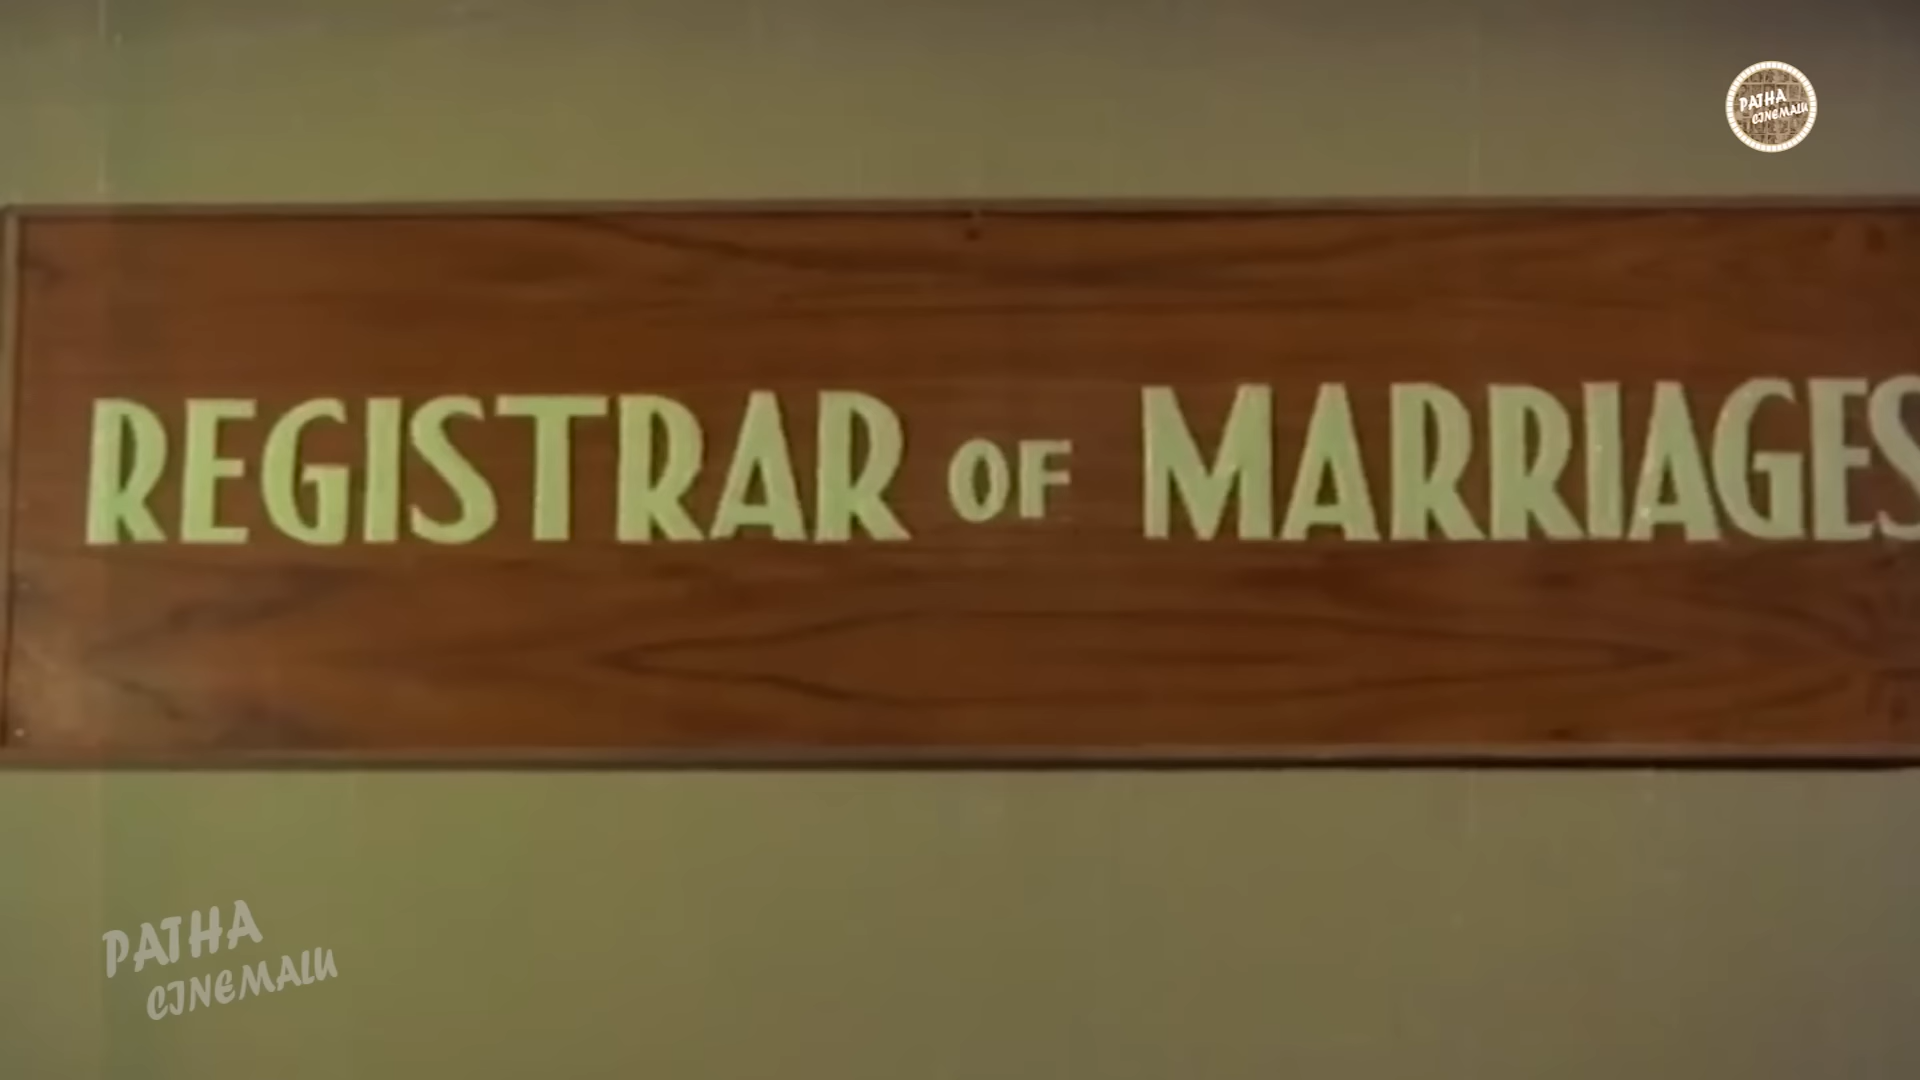 PATHA
CINEMALU
REGISTRAR OF MARRIAGES
PATHA
CINEMALU